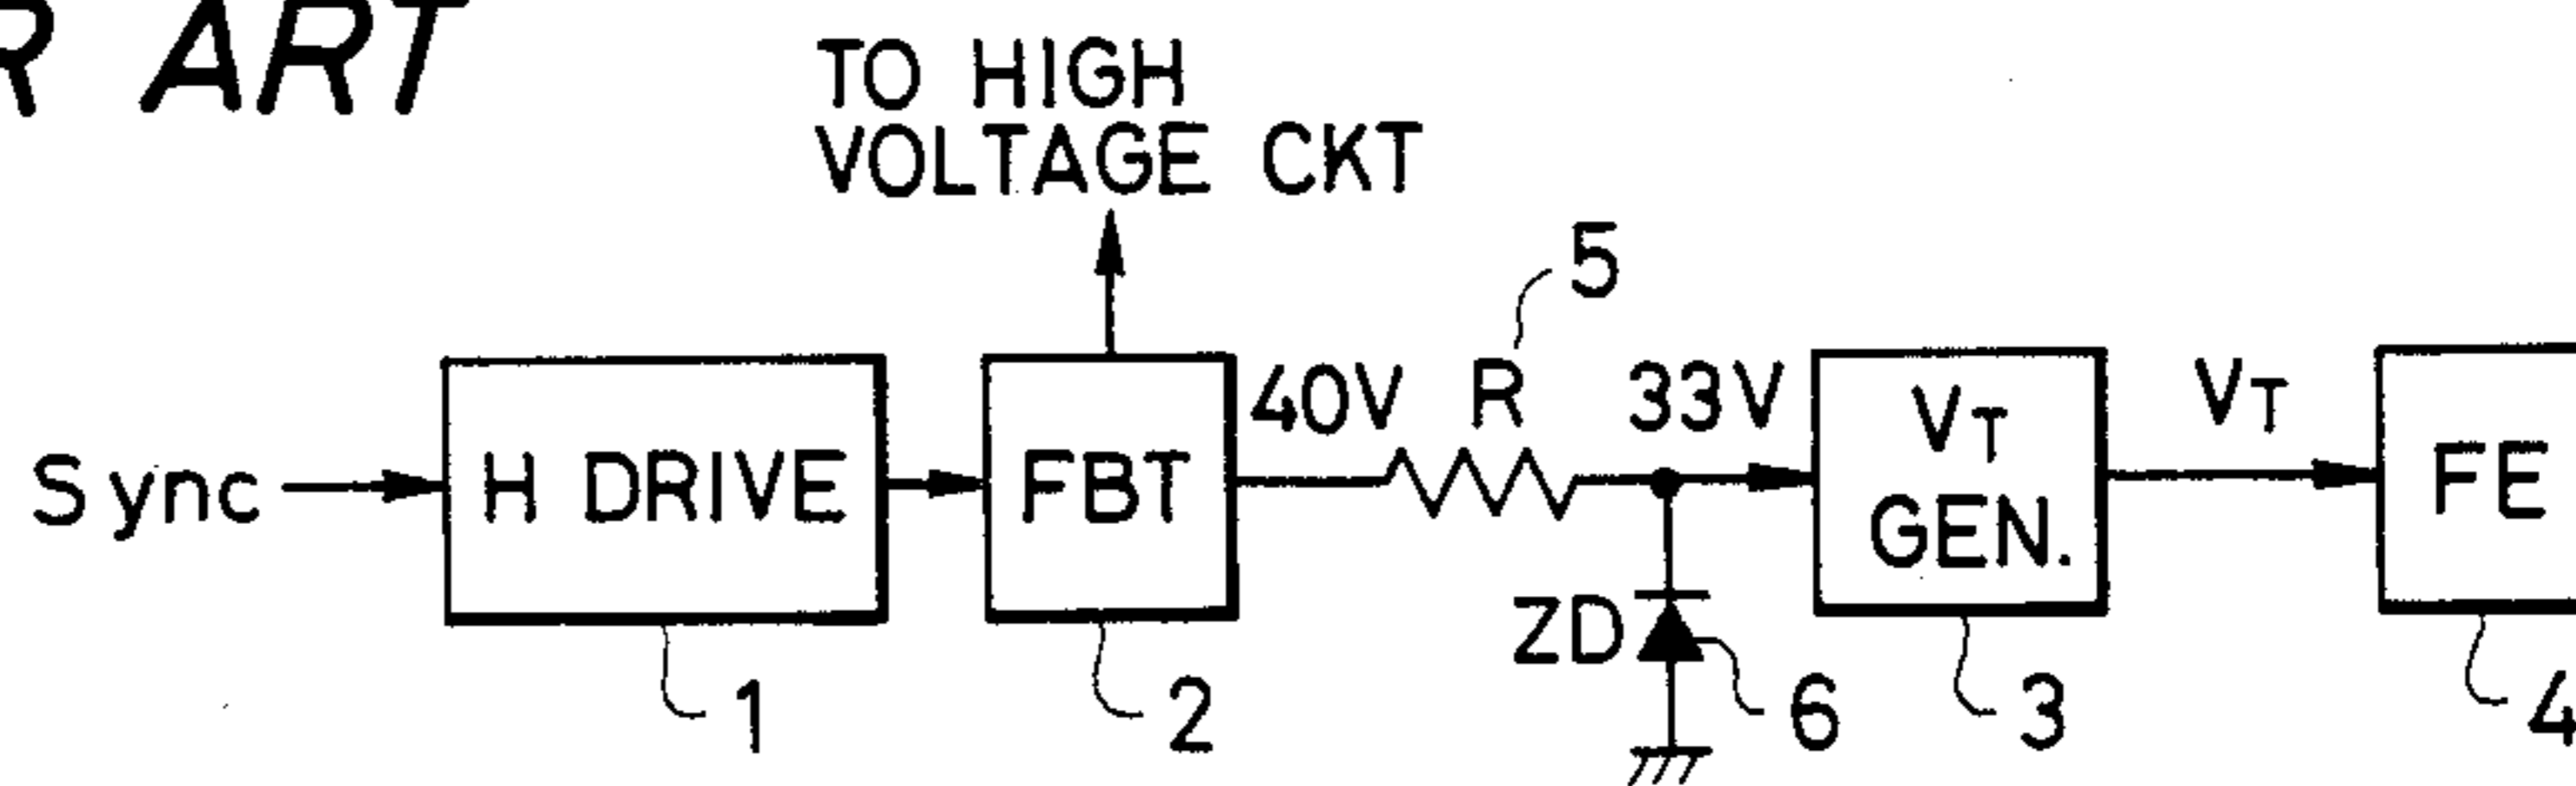 R ART
TO HIGH
VOLTAGE CKT
5
40V R 33V
VT
GEN.
VT
Sync
H DRIVE
FBT
FE
ZD
1
2
6
3
4